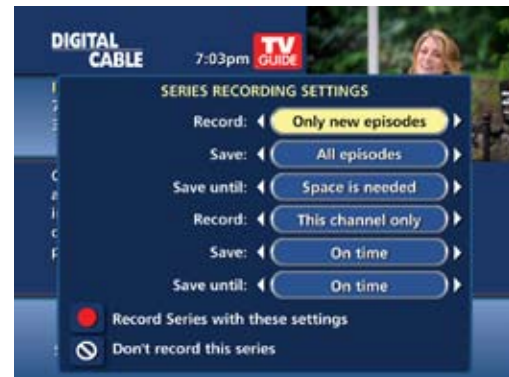 DIGITAL
CABLE
7:03pm
TV
GUIDE
SERIES RECORDING SETTINGS
Record: Only new episodes
Save: All episodes
Save until: Space is needed
Record: This channel only
Save: On time
Save until: On time
Record Series with these settings
Don't record this series